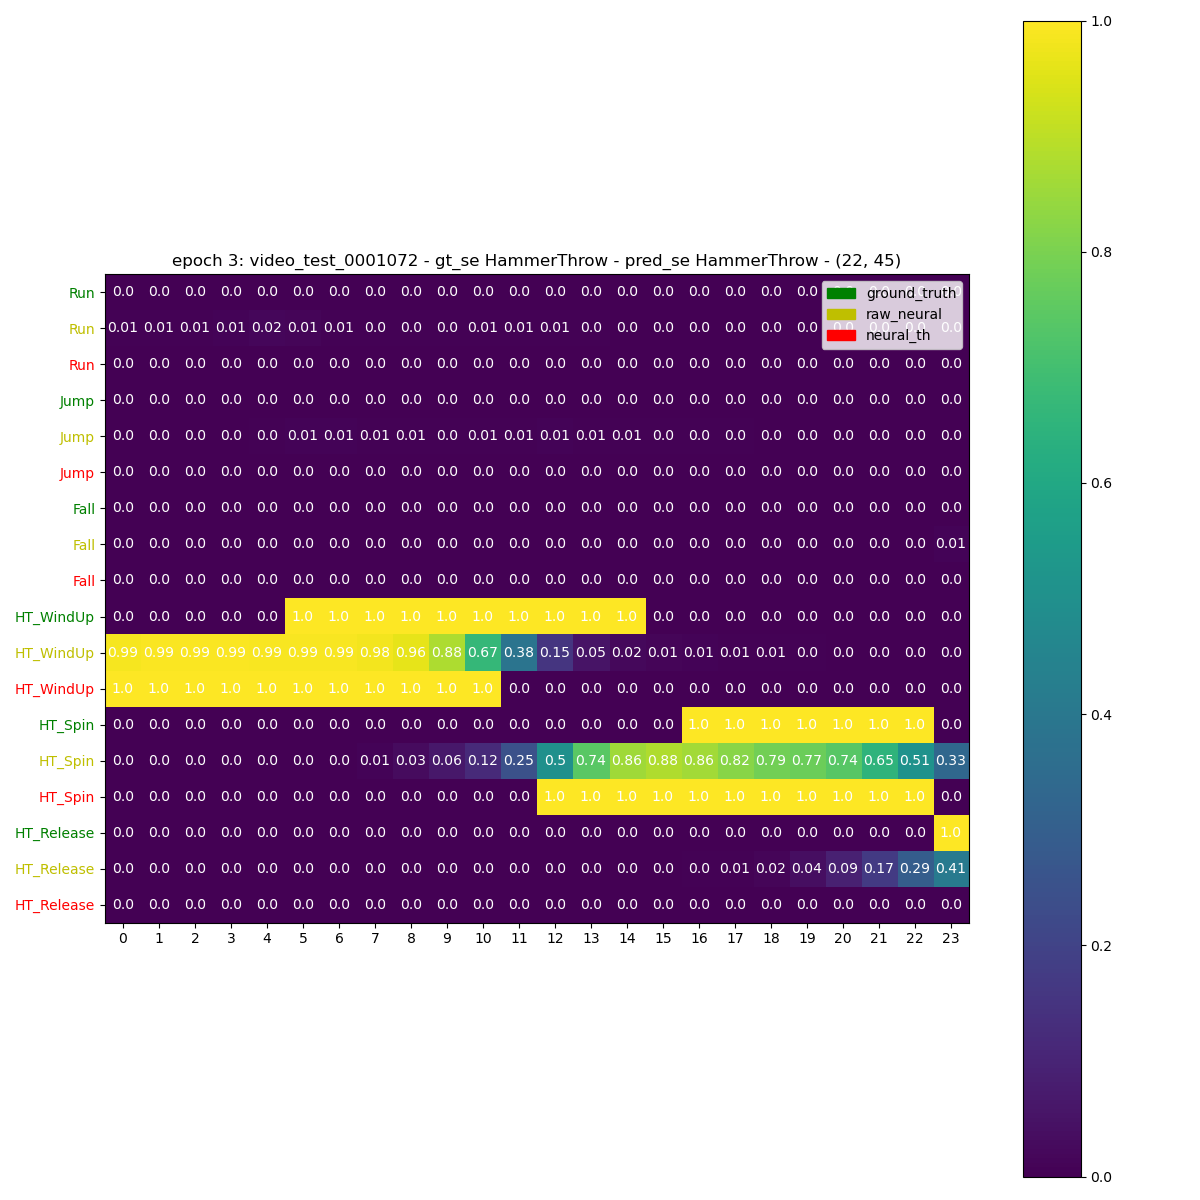 epoch 3: video_test_0001072 - gt_se HammerThrow - pred_se HammerThrow - (22, 45)
Run 0.0 0.0 0.0 0.0 0.0 0.0 0.0 0.0 0.0 0.0 0.0 0.0 0.0 0.0 0.0 0.0 0.0 0.0 0.0 0.0 0.0 0.0 0.0 0.0
Run 0.01 0.01 0.01 0.01 0.02 0.01 0.01 0.0 0.0 0.0 0.01 0.01 0.01 0.0 0.0 0.0 0.0 0.0 0.0 0.0 0.0 0.0 0.0 0.0
Run 0.0 0.0 0.0 0.0 0.0 0.0 0.0 0.0 0.0 0.0 0.0 0.0 0.0 0.0 0.0 0.0 0.0 0.0 0.0 0.0 0.0 0.0 0.0 0.0
Jump 0.0 0.0 0.0 0.0 0.0 0.0 0.0 0.0 0.0 0.0 0.0 0.0 0.0 0.0 0.0 0.0 0.0 0.0 0.0 0.0 0.0 0.0 0.0 0.0
Jump 0.0 0.0 0.0 0.0 0.0 0.01 0.01 0.01 0.01 0.0 0.01 0.01 0.01 0.01 0.01 0.0 0.0 0.0 0.0 0.0 0.0 0.0 0.0 0.0
Jump 0.0 0.0 0.0 0.0 0.0 0.0 0.0 0.0 0.0 0.0 0.0 0.0 0.0 0.0 0.0 0.0 0.0 0.0 0.0 0.0 0.0 0.0 0.0 0.0
Fall 0.0 0.0 0.0 0.0 0.0 0.0 0.0 0.0 0.0 0.0 0.0 0.0 0.0 0.0 0.0 0.0 0.0 0.0 0.0 0.0 0.0 0.0 0.0 0.0
Fall 0.0 0.0 0.0 0.0 0.0 0.0 0.0 0.0 0.0 0.0 0.0 0.0 0.0 0.0 0.0 0.0 0.0 0.0 0.0 0.0 0.0 0.0 0.0 0.01
Fall 0.0 0.0 0.0 0.0 0.0 0.0 0.0 0.0 0.0 0.0 0.0 0.0 0.0 0.0 0.0 0.0 0.0 0.0 0.0 0.0 0.0 0.0 0.0 0.0
HT_WindUp 0.0 0.0 0.0 0.0 0.0 1.0 1.0 1.0 1.0 1.0 1.0 1.0 1.0 1.0 1.0 0.0 0.0 0.0 0.0 0.0 0.0 0.0 0.0 0.0
HT_WindUp 0.99 0.99 0.99 0.99 0.99 0.99 0.99 0.98 0.96 0.88 0.67 0.38 0.15 0.05 0.02 0.01 0.01 0.01 0.01 0.0 0.0 0.0 0.0 0.0
HT_WindUp 1.0 1.0 1.0 1.0 1.0 1.0 1.0 1.0 1.0 1.0 1.0 0.0 0.0 0.0 0.0 0.0 0.0 0.0 0.0 0.0 0.0 0.0 0.0 0.0
HT_Spin 0.0 0.0 0.0 0.0 0.0 0.0 0.0 0.0 0.0 0.0 0.0 0.0 0.0 0.0 0.0 0.0 1.0 1.0 1.0 1.0 1.0 1.0 1.0 0.0
HT_Spin 0.0 0.0 0.0 0.0 0.0 0.0 0.0 0.01 0.03 0.06 0.12 0.25 0.5 0.74 0.86 0.88 0.86 0.82 0.79 0.77 0.74 0.65 0.51 0.33
HT_Spin 0.0 0.0 0.0 0.0 0.0 0.0 0.0 0.0 0.0 0.0 0.0 0.0 1.0 1.0 1.0 1.0 1.0 1.0 1.0 1.0 1.0 1.0 1.0 0.0
HT_Release 0.0 0.0 0.0 0.0 0.0 0.0 0.0 0.0 0.0 0.0 0.0 0.0 0.0 0.0 0.0 0.0 0.0 0.0 0.0 0.0 0.0 0.0 0.0 1.0
HT_Release 0.0 0.0 0.0 0.0 0.0 0.0 0.0 0.0 0.0 0.0 0.0 0.0 0.0 0.0 0.0 0.0 0.0 0.01 0.02 0.04 0.09 0.17 0.29 0.41
HT_Release 0.0 0.0 0.0 0.0 0.0 0.0 0.0 0.0 0.0 0.0 0.0 0.0 0.0 0.0 0.0 0.0 0.0 0.0 0.0 0.0 0.0 0.0 0.0 0.0
0 1 2 3 4 5 6 7 8 9 10 11 12 13 14 15 16 17 18 19 20 21 22 23
ground_truth
raw_neural
neural_th
1.0
0.8
0.6
0.4
0.2
0.0